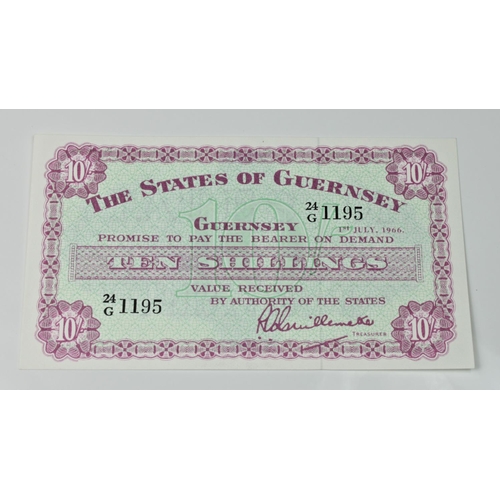 10/- 10/-
THE STATES OF GUERNSEY
10/-
24/G 1195
GUERNSEY 1ST JULY, 1966.
PROMISE TO PAY THE BEARER ON DEMAND
TEN SHILLINGS
VALUE RECEIVED
24/G 1195 BY AUTHORITY OF THE STATES
TREASURER
10/- 10/-